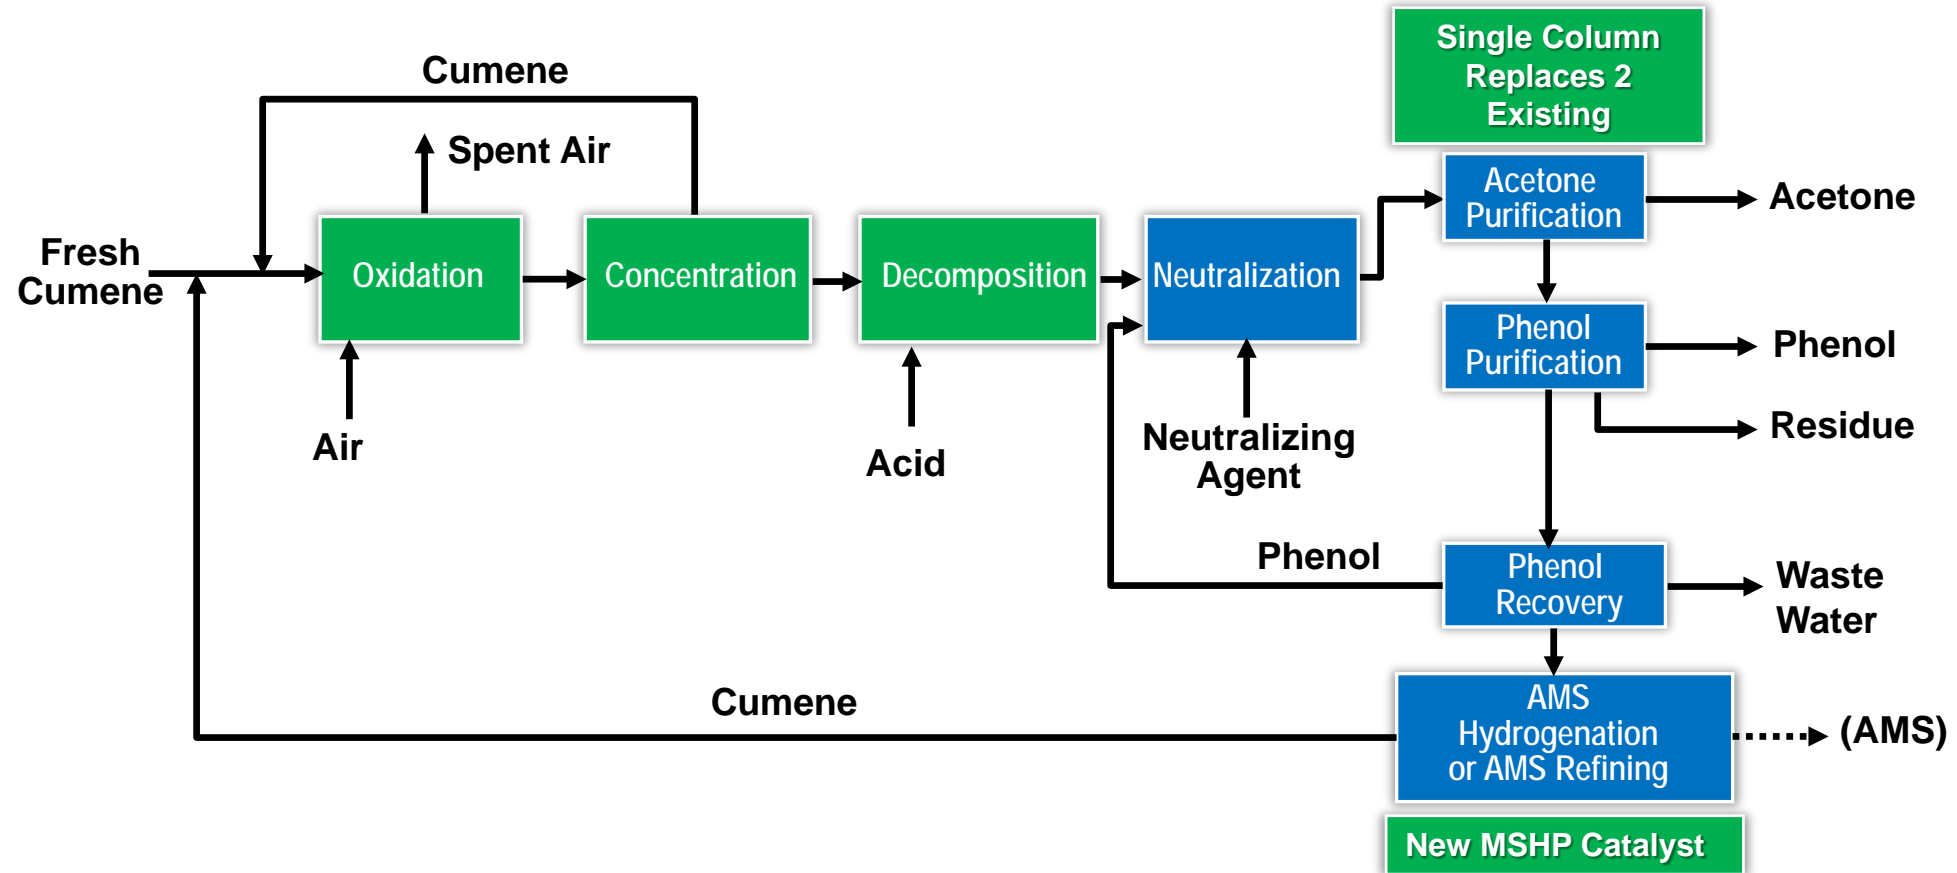 Single Column
Replaces 2
Existing
Cumene
Spent Air
Acetone
Purification
Acetone
Fresh
Cumene
Oxidation
Concentration
Decomposition
Neutralization
Phenol
Purification
Phenol
Residue
Air
Acid
Neutralizing
Agent
Phenol
Phenol
Recovery
Waste
Water
Cumene
AMS
Hydrogenation
or AMS Refining
(AMS)
New MSHP Catalyst